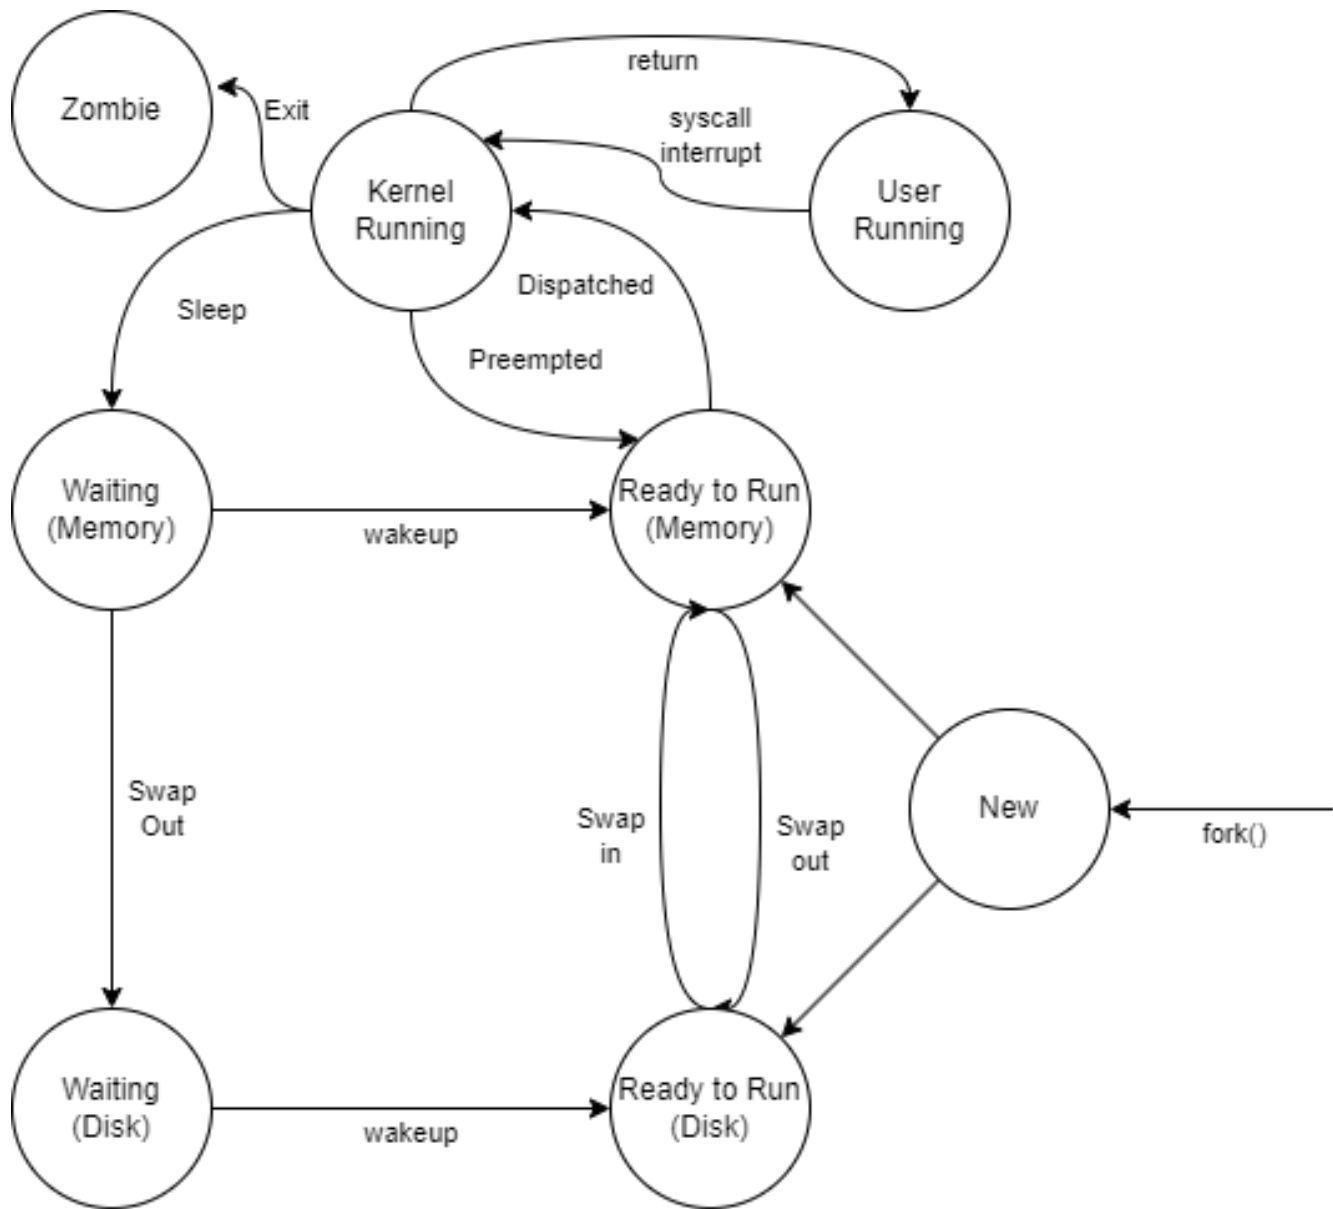 return
Zombie
Exit
syscall
interrupt
Kernel
Running
User
Running
Dispatched
Sleep
Preempted
Waiting
(Memory)
Ready to Run
(Memory)
wakeup
Swap
Out
Swap
in
Swap
out
New
fork()
Waiting
(Disk)
Ready to Run
(Disk)
wakeup